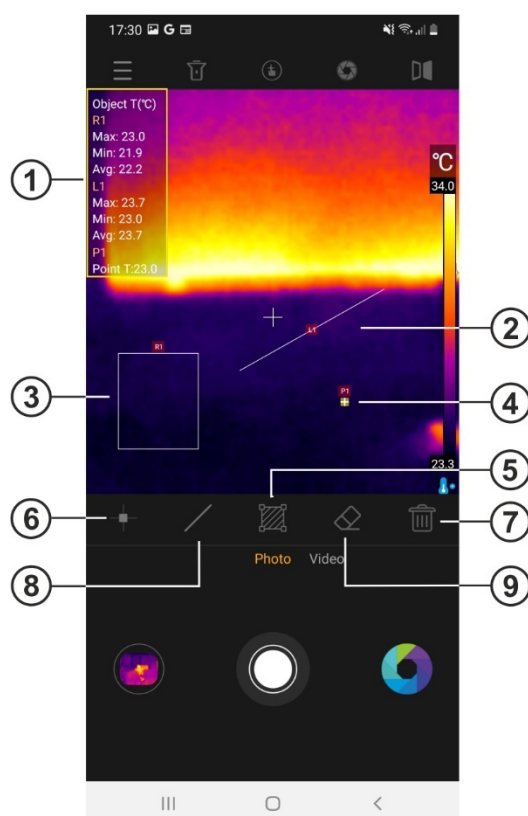 17:30 G
Object T(℃)
R1
Max: 23.0
Min: 21.9
Avg: 22.2
L1
Max: 23.7
Min: 23.0
Avg: 23.7
P1
Point T:23.0
℃
34.0
1
2
L1
R1
3
P1
4
23.3
5
6
7
8
Photo Video
9